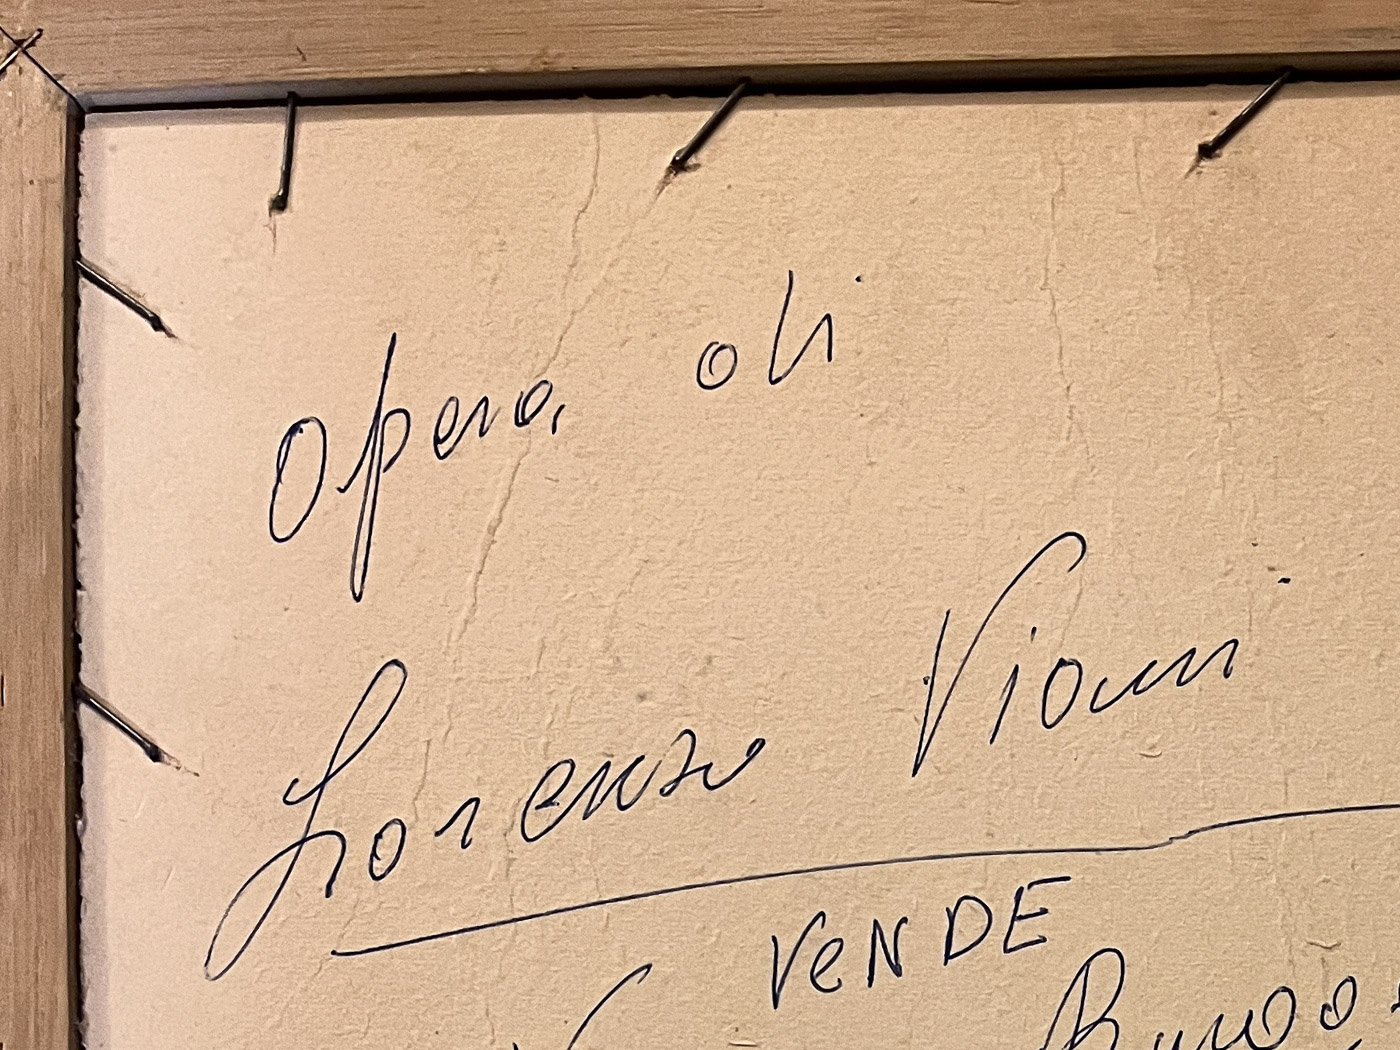 Opera, di
Lorenzo Viani
VeNDE